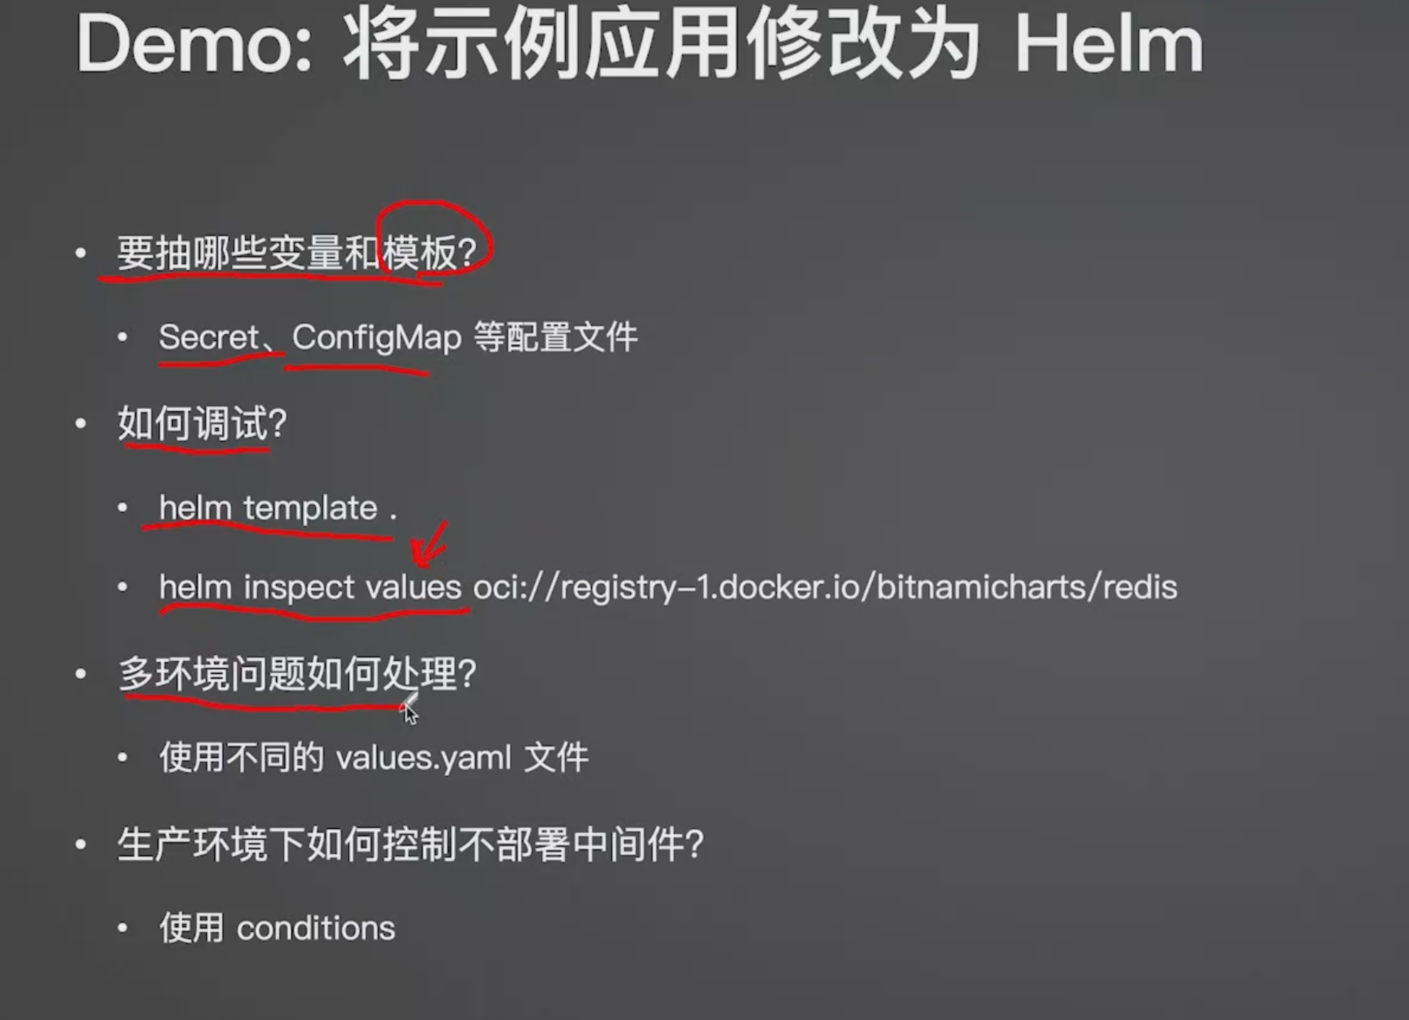 Demo: 将示例应用修改为 Helm
• 要抽哪些变量和模板?
• Secret、ConfigMap 等配置文件
• 如何调试?
• helm template .
• helm inspect values oci://registry-1.docker.io/bitnamicharts/redis
• 多环境问题如何处理?
• 使用不同的 values.yaml 文件
• 生产环境下如何控制不部署中间件?
• 使用 conditions